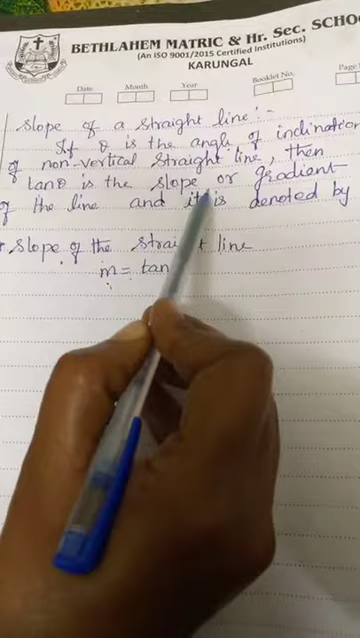 BETHLAHEM MATRIC & Hr. Sec. SCHO
(An ISO 9001/2015 Certified Institutions)
KARUNGAL
Date Month Year Booklet No. Page
Slope of a straight line :-
If θ is the angle of inclination
of non-vertical straight line, then
tanθ is the slope or gradient
of the line and it is denoted by
Slope of the straight line
m = tan